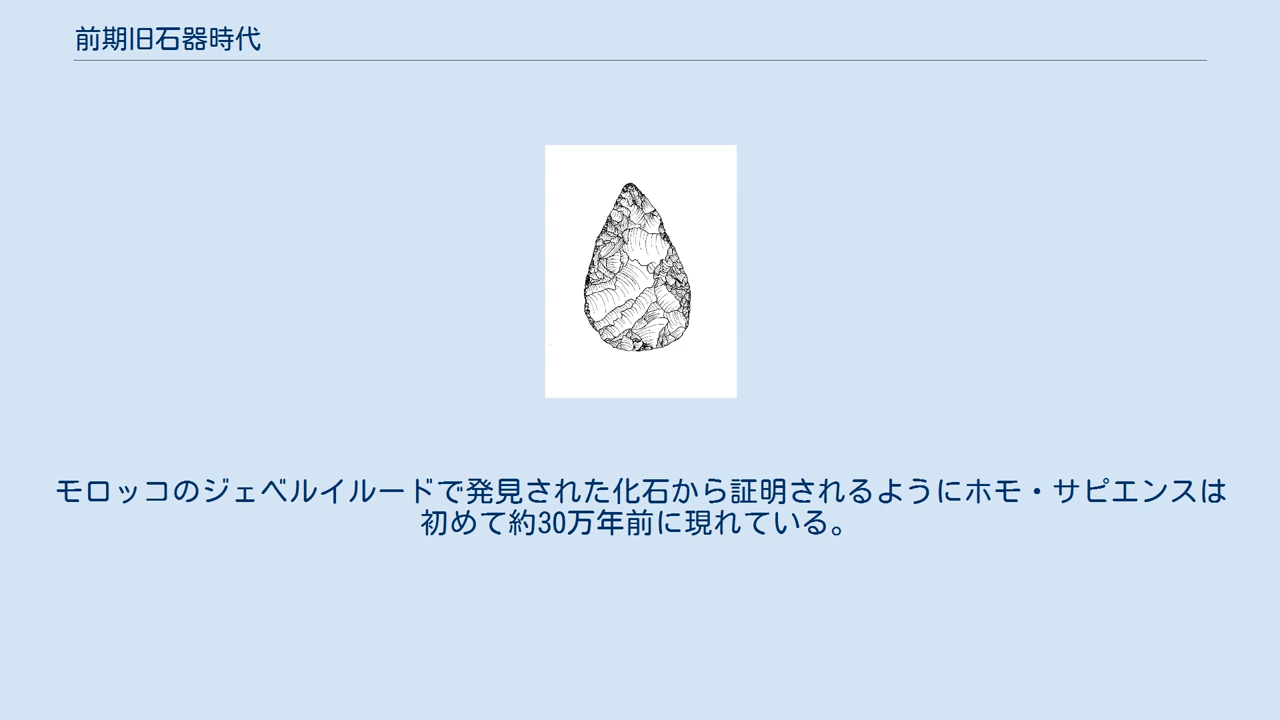 前期旧石器時代
モロッコのジェベルイルードで発見された化石から証明されるようにホモ・サピエンスは
初めて約30万年前に現れている。